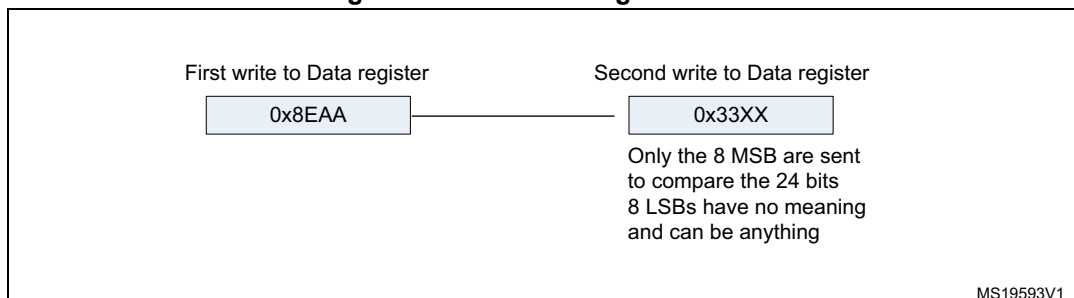 First write to Data register
Second write to Data register
0x8EAA
0x33XX
Only the 8 MSB are sent
to compare the 24 bits
8 LSBs have no meaning
and can be anything
MS19593V1